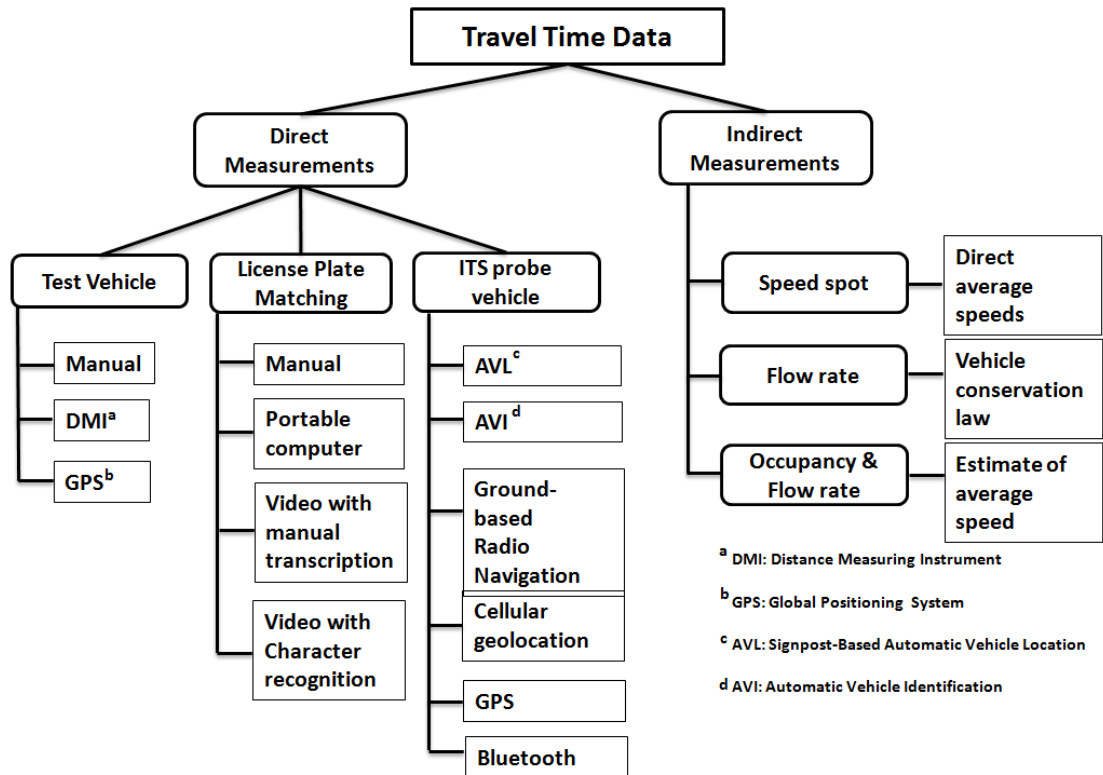 Travel Time Data
Direct
Measurements
Indirect
Measurements
Test Vehicle
Manual
DMIᵃ
GPSᵇ
License Plate
Matching
Manual
Portable
computer
Video with
manual
transcription
Video with
Character
recognition
ITS probe
vehicle
AVLᶜ
AVIᵈ
Ground-
based
Radio
Navigation
Cellular
geolocation
GPS
Bluetooth
Speed spot
Direct
average
speeds
Flow rate
Vehicle
conservation
law
Occupancy &
Flow rate
Estimate of
average
speed
ᵃ DMI: Distance Measuring Instrument
ᵇ GPS: Global Positioning System
ᶜ AVL: Signpost-Based Automatic Vehicle Location
ᵈ AVI: Automatic Vehicle Identification